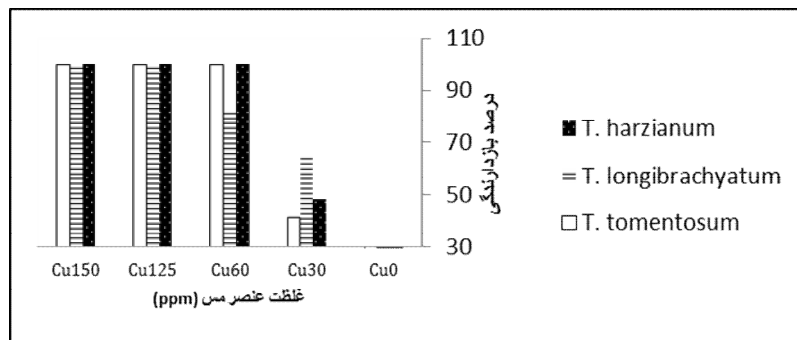 110
90
70
50
30
درصد بازدارندگی
T. harzianum
T. longibrachyatum
T. tomentosum
Cu150 Cu125 Cu60 Cu30 Cu0
غلظت عنصر مس (ppm)